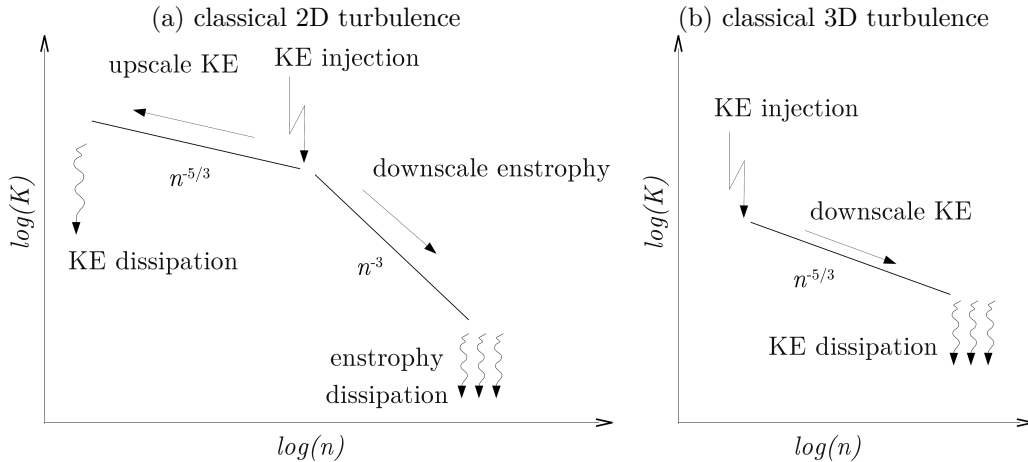 (a) classical 2D turbulence
upscale KE
KE injection
downscale enstrophy
n^-5/3
KE dissipation
n^-3
enstrophy
dissipation
log(K)
log(n)
(b) classical 3D turbulence
KE injection
downscale KE
n^-5/3
KE dissipation
log(K)
log(n)